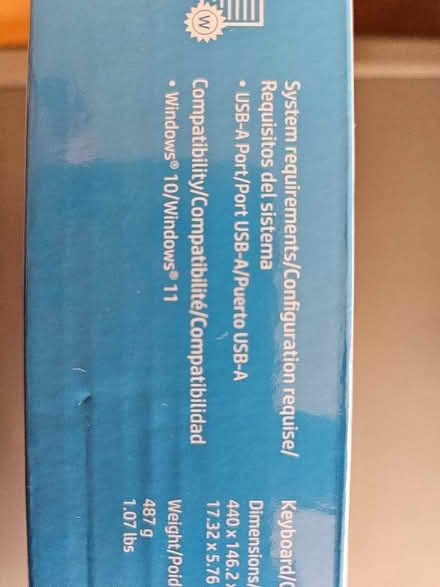 W
System requirements/Configuration requise/
Requisitos del sistema
• USB-A Port/Port USB-A/Puerto USB-A
Compatibility/Compatibilité/Compatibilidad
• Windows® 10/Windows® 11
Keyboard/
Dimensions/
440 x 146.2 x
17.32 x 5.76
Weight/Poid
487 g
1.07 lbs